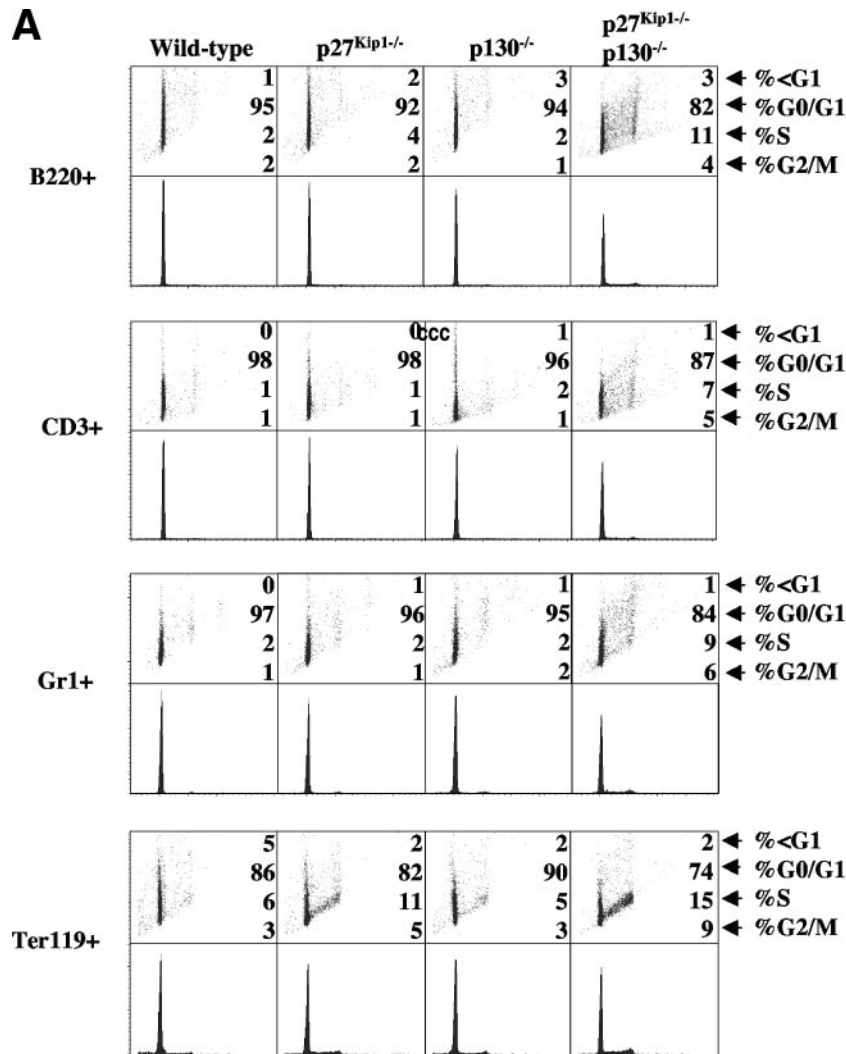 A
Wild-type p27Kip1-/- p130-/- p27Kip1-/-
p130-/-
1 2 3 3 %<G1
95 92 94 82 %G0/G1
2 4 2 11 %S
2 2 1 4 %G2/M
B220+
0 0ccc 1 1 %<G1
98 98 96 87 %G0/G1
1 1 2 7 %S
1 1 1 5 %G2/M
CD3+
0 1 1 1 %<G1
97 96 95 84 %G0/G1
2 2 2 9 %S
1 1 2 6 %G2/M
Gr1+
5 2 2 2 %<G1
86 82 90 74 %G0/G1
6 11 5 15 %S
3 5 3 9 %G2/M
Ter119+